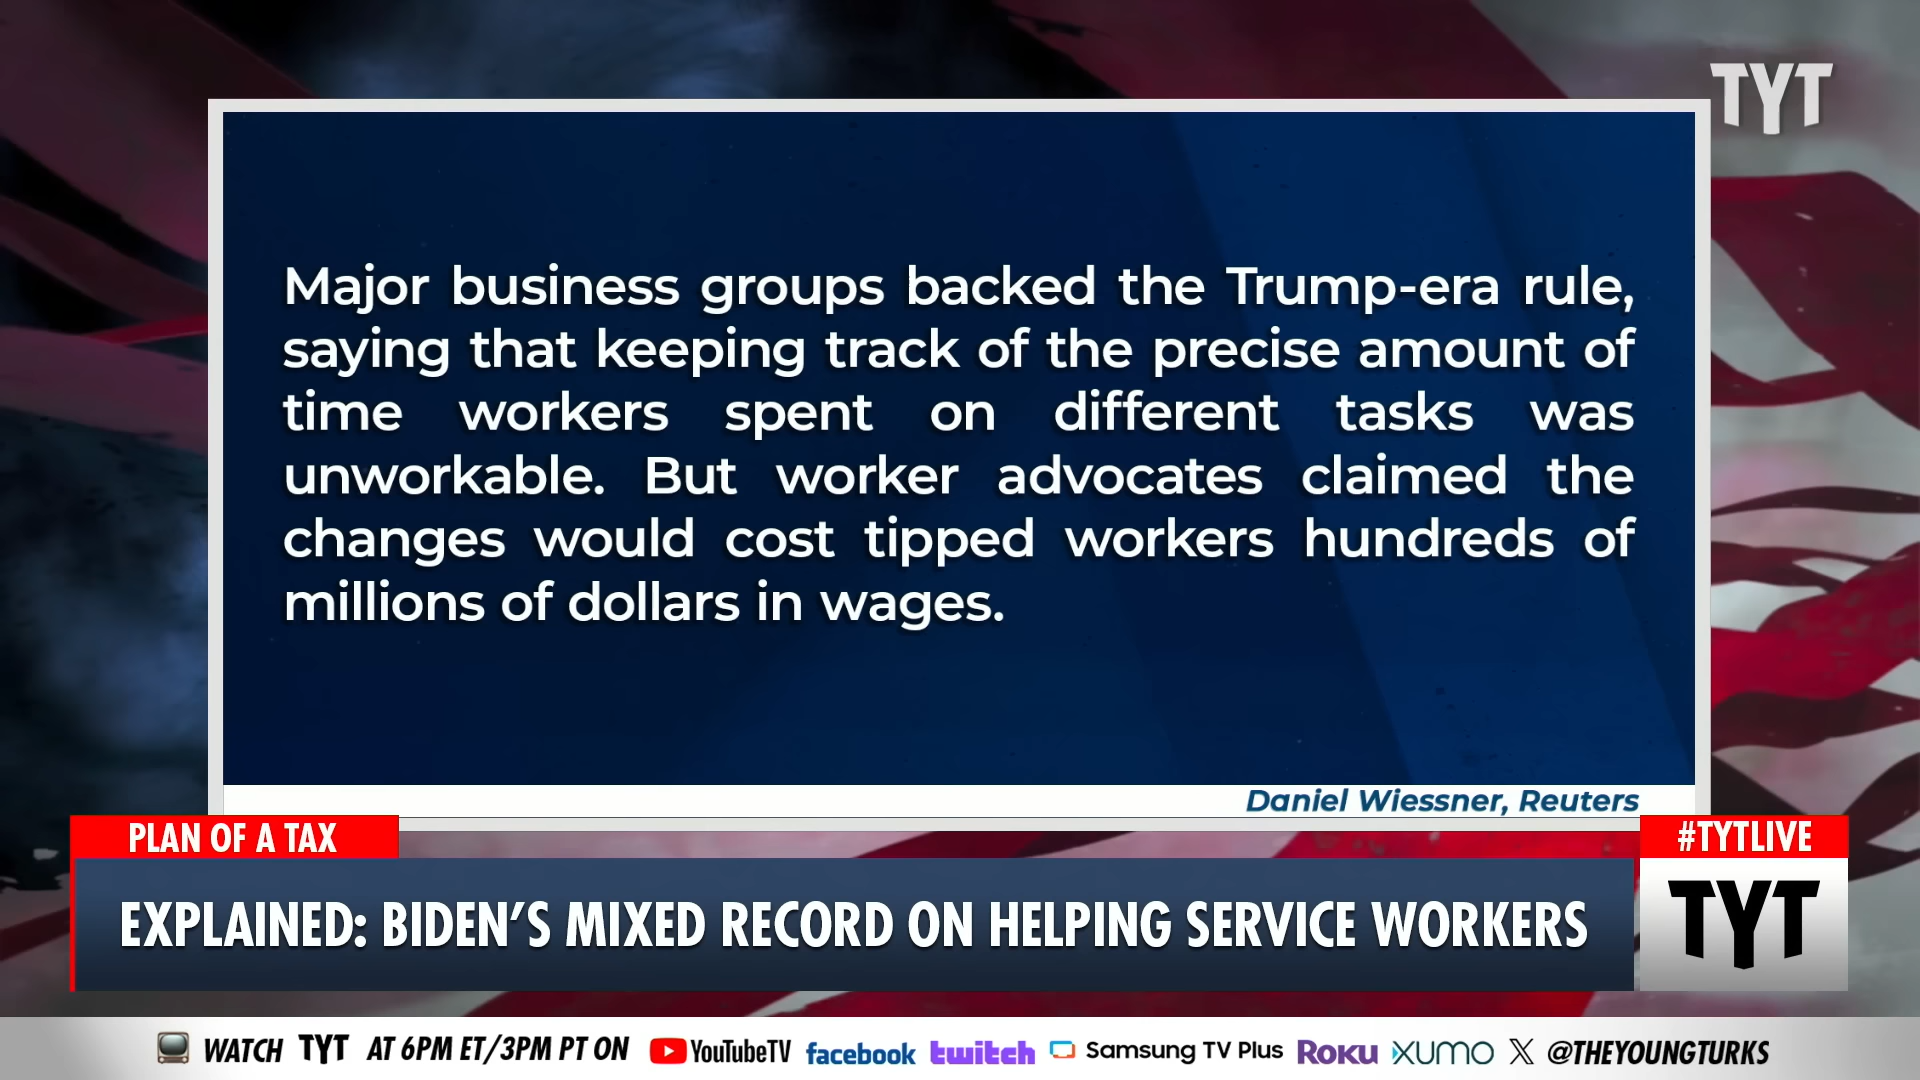 TYT
Major business groups backed the Trump-era rule,
saying that keeping track of the precise amount of
time workers spent on different tasks was
unworkable. But worker advocates claimed the
changes would cost tipped workers hundreds of
millions of dollars in wages.
Daniel Wiessner, Reuters
PLAN OF A TAX
#TYTLIVE
EXPLAINED: BIDEN'S MIXED RECORD ON HELPING SERVICE WORKERS
TYT
WATCH TYT AT 6PM ET/3PM PT ON YouTubeTV facebook twitch Samsung TV Plus ROKU XUMO X @THEYOUNGTURKS